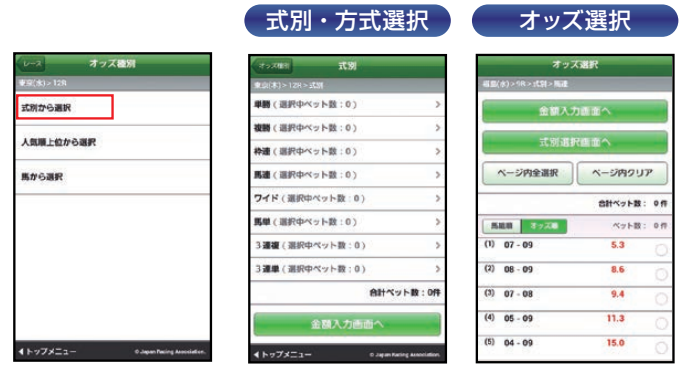 式別・方式選択
オッズ選択
レース
オッズ種別
東京(水)>12R
式別から選択
人気順上位から選択
馬から選択
トップメニュー
© Japan Racing Association.
オッズ種別
式別
東京(木)>12R>式別
単勝(選択中ベット数:0)
複勝(選択中ベット数:0)
枠連(選択中ベット数:0)
馬連(選択中ベット数:0)
ワイド(選択中ベット数:0)
馬単(選択中ベット数:0)
3連複(選択中ベット数:0)
3連単(選択中ベット数:0)
合計ベット数:0件
金額入力画面へ
トップメニュー
© Japan Racing Association.
オッズ選択
(水)>9R>式別>馬連
金額入力画面へ
式別選択画面へ
ページ内全選択
ページ内クリア
合計ベット数: 0件
馬組順
オッズ順
ベット数: 0件
(1) 07 - 09 5.3
(2) 08 - 09 8.6
(3) 07 - 08 9.4
(4) 05 - 09 11.3
(5) 04 - 09 15.0